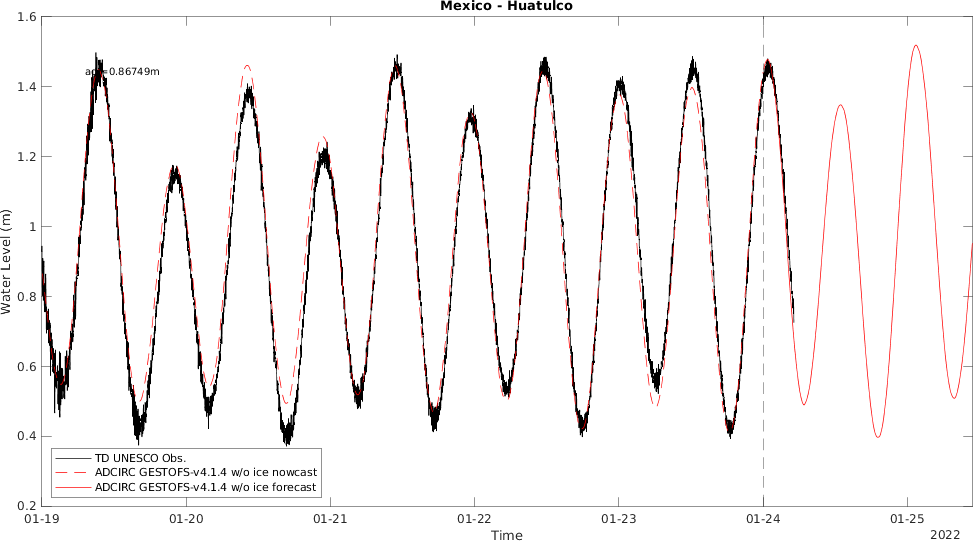 Mexico - Huatulco
1.6
1.4
1.2
1
0.8
0.6
0.4
0.2
Water Level (m)
=0.86749m
TD UNESCO Obs.
ADCIRC GESTOFS-v4.1.4 w/o ice nowcast
ADCIRC GESTOFS-v4.1.4 w/o ice forecast
01-19
01-20
01-21
01-22
01-23
01-24
01-25
Time
2022